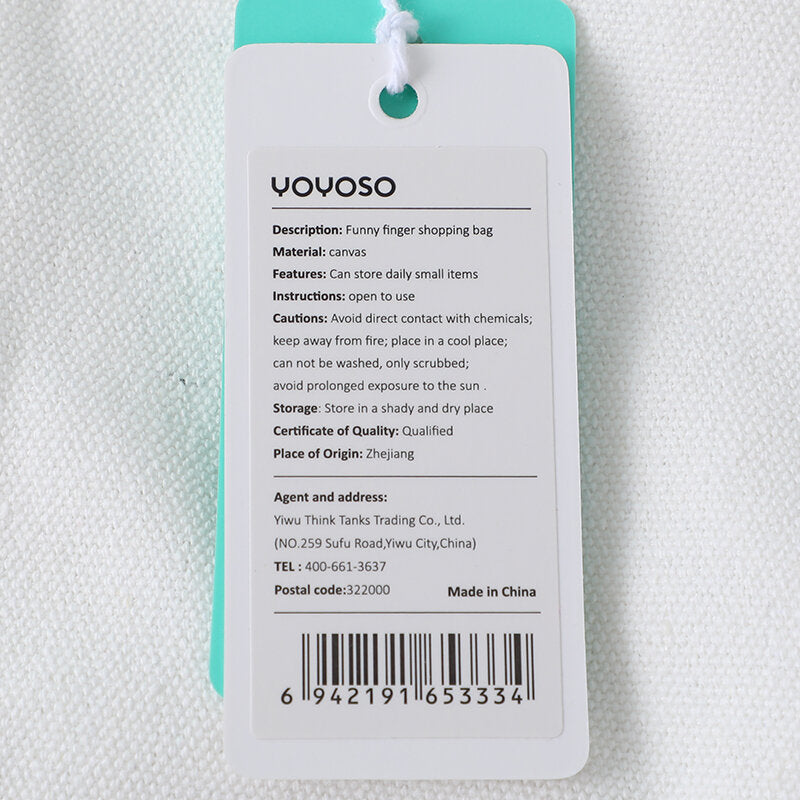 YOYOSO
Description: Funny finger shopping bag
Material: canvas
Features: Can store daily small items
Instructions: open to use
Cautions: Avoid direct contact with chemicals;
keep away from fire; place in a cool place;
can not be washed, only scrubbed;
avoid prolonged exposure to the sun .
Storage: Store in a shady and dry place
Certificate of Quality: Qualified
Place of Origin: Zhejiang
Agent and address:
Yiwu Think Tanks Trading Co., Ltd.
(NO.259 Sufu Road,Yiwu City,China)
TEL : 400-661-3637
Postal code:322000 Made in China
6 942191 653334